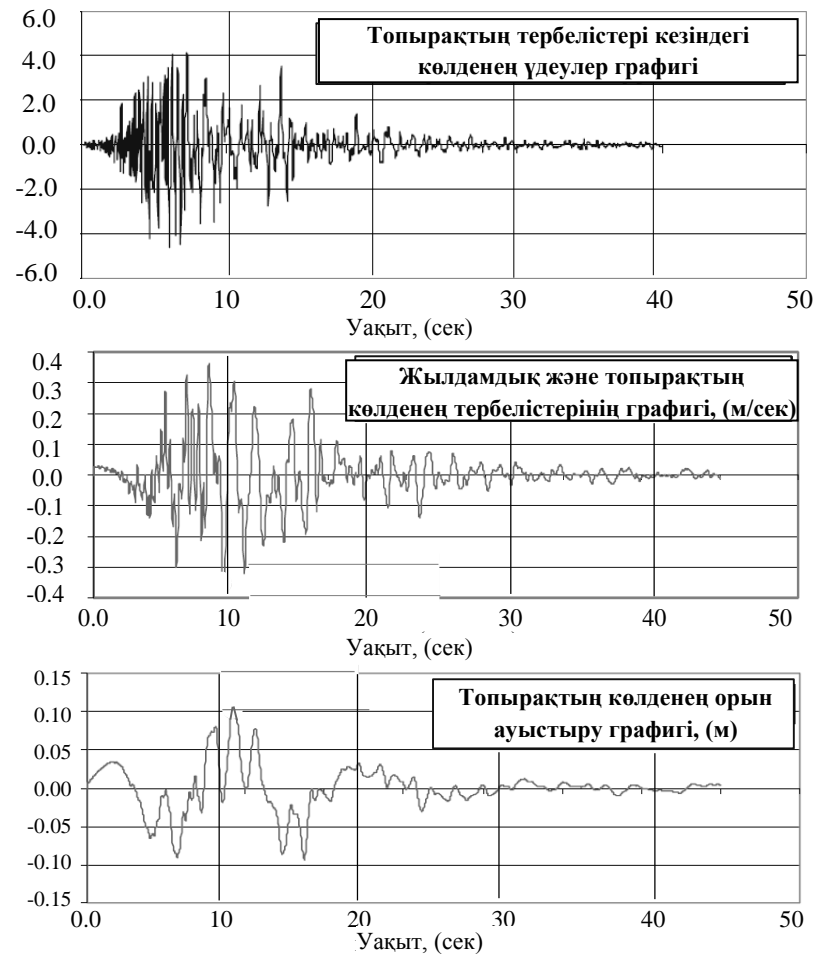 6.0
4.0
2.0
0.0
-2.0
-4.0
-6.0
Топырақтың тербелістері кезіндегі
көлденең үдеулер графигі
0.0 10 20 30 40 50
Уақыт, (сек)
0.4
0.3
0.2
0.1
0.0
-0.1
-0.2
-0.3
-0.4
Жылдамдық және топырақтың
көлденең тербелістерінің графигі, (м/сек)
0.0 10 20 30 40 50
Уақыт, (сек)
0.15
0.10
0.05
0.00
-0.05
-0.10
-0.15
Топырақтың көлденең орын
ауыстыру графигі, (м)
0.0 10 20 30 40 50
Уақыт, (сек)